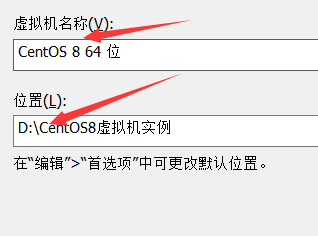 虚拟机名称(V):
CentOS 8 64 位
位置(L):
D:\CentOS8虚拟机实例
在“编辑”>“首选项”中可更改默认位置。